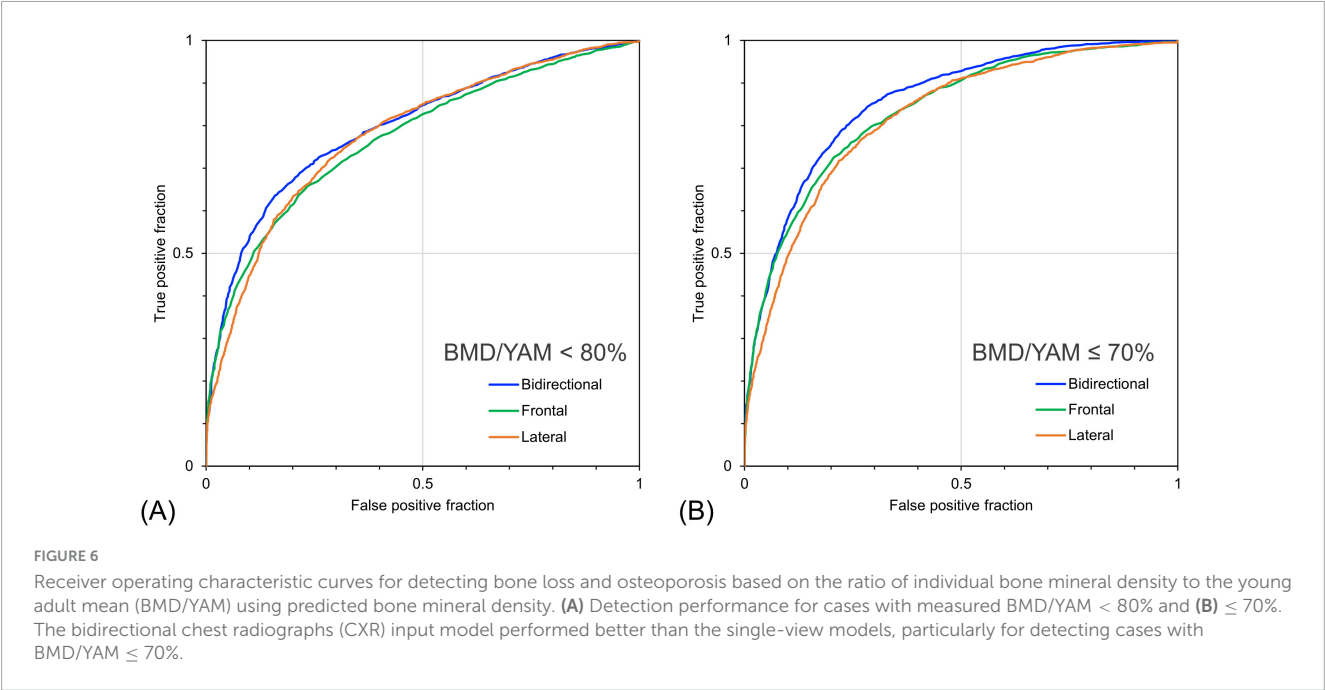 1
0.5
0
True positive fraction
0
0.5
1
False positive fraction
BMD/YAM < 80%
Bidirectional
Frontal
Lateral
(A)
1
0.5
0
True positive fraction
0
0.5
1
False positive fraction
BMD/YAM ≤ 70%
Bidirectional
Frontal
Lateral
(B)
FIGURE 6
Receiver operating characteristic curves for detecting bone loss and osteoporosis based on the ratio of individual bone mineral density to the young
adult mean (BMD/YAM) using predicted bone mineral density. (A) Detection performance for cases with measured BMD/YAM < 80% and (B) ≤ 70%.
The bidirectional chest radiographs (CXR) input model performed better than the single-view models, particularly for detecting cases with
BMD/YAM ≤ 70%.